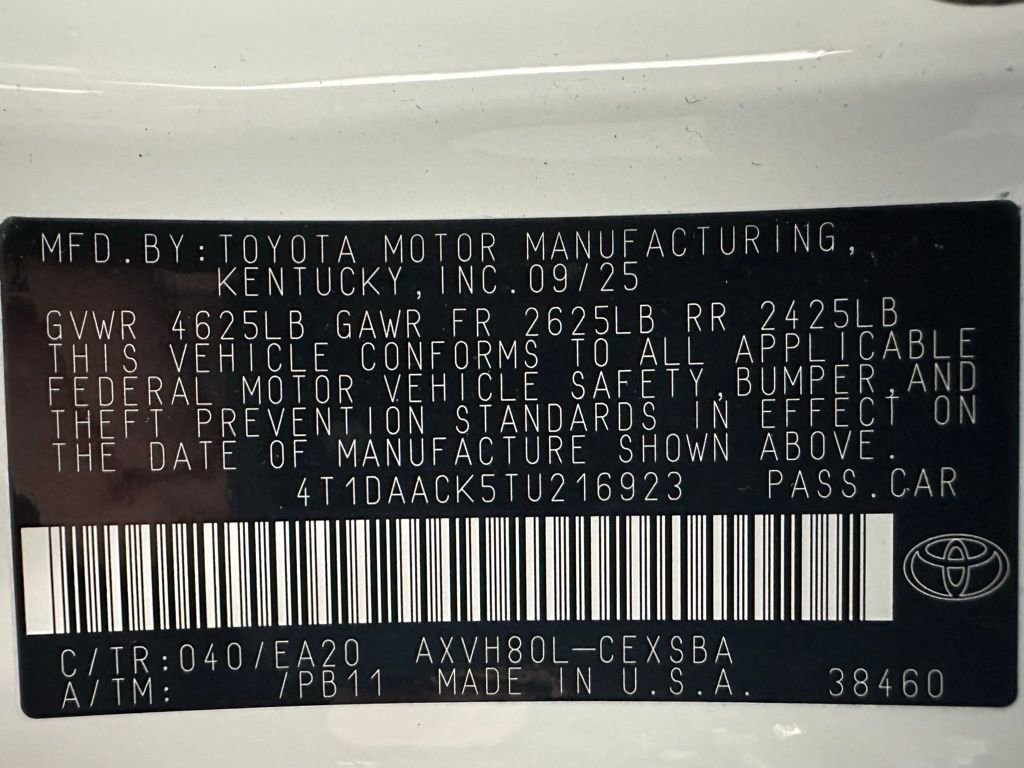 MFD.BY:TOYOTA MOTOR MANUFACTURING,
KENTUCKY,INC.09/25
GVWR 4625LB GAWR FR 2625LB RR 2425LB
THIS VEHICLE CONFORMS TO ALL APPLICABLE
FEDERAL MOTOR VEHICLE SAFETY,BUMPER,AND
THEFT PREVENTION STANDARDS IN EFFECT ON
THE DATE OF MANUFACTURE SHOWN ABOVE.
4T1DAACK5TU216923 PASS.CAR
C/TR:040/EA20 AXVH80L-CEXSBA
A/TM: /PB11 MADE IN U.S.A. 38460